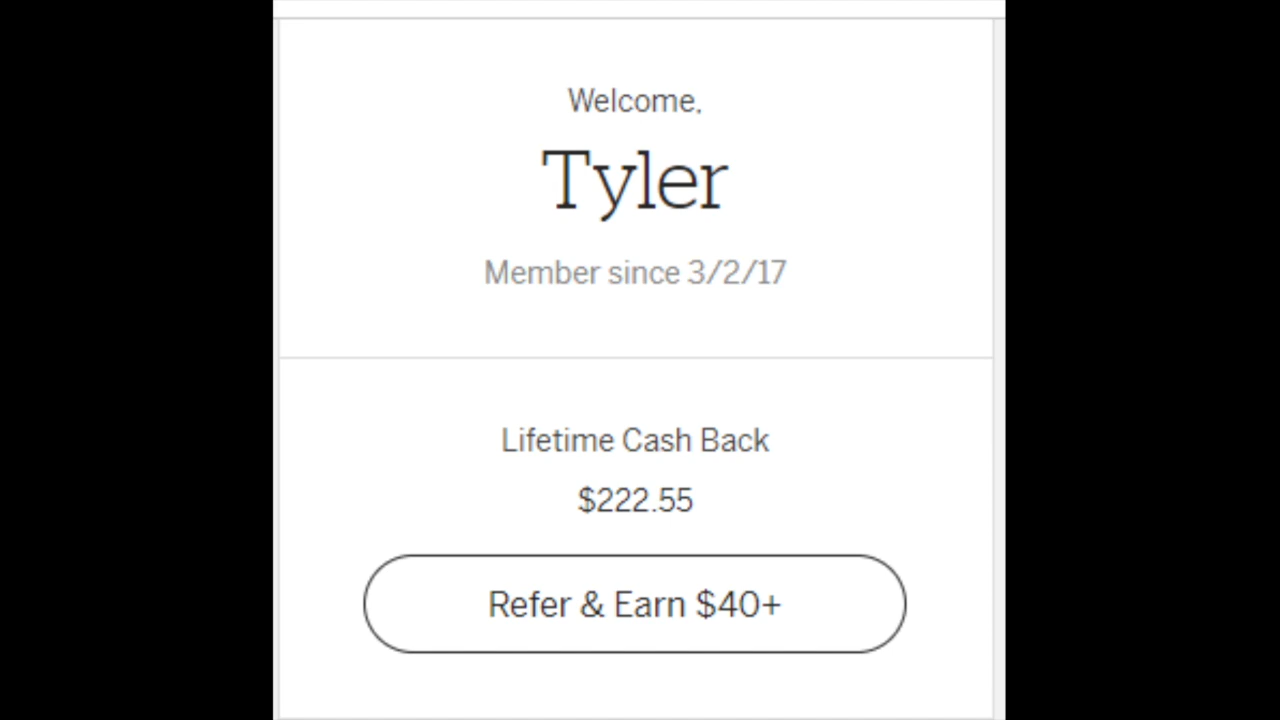 Welcome,
Tyler
Member since 3/2/17
Lifetime Cash Back
$222.55
Refer & Earn $40+